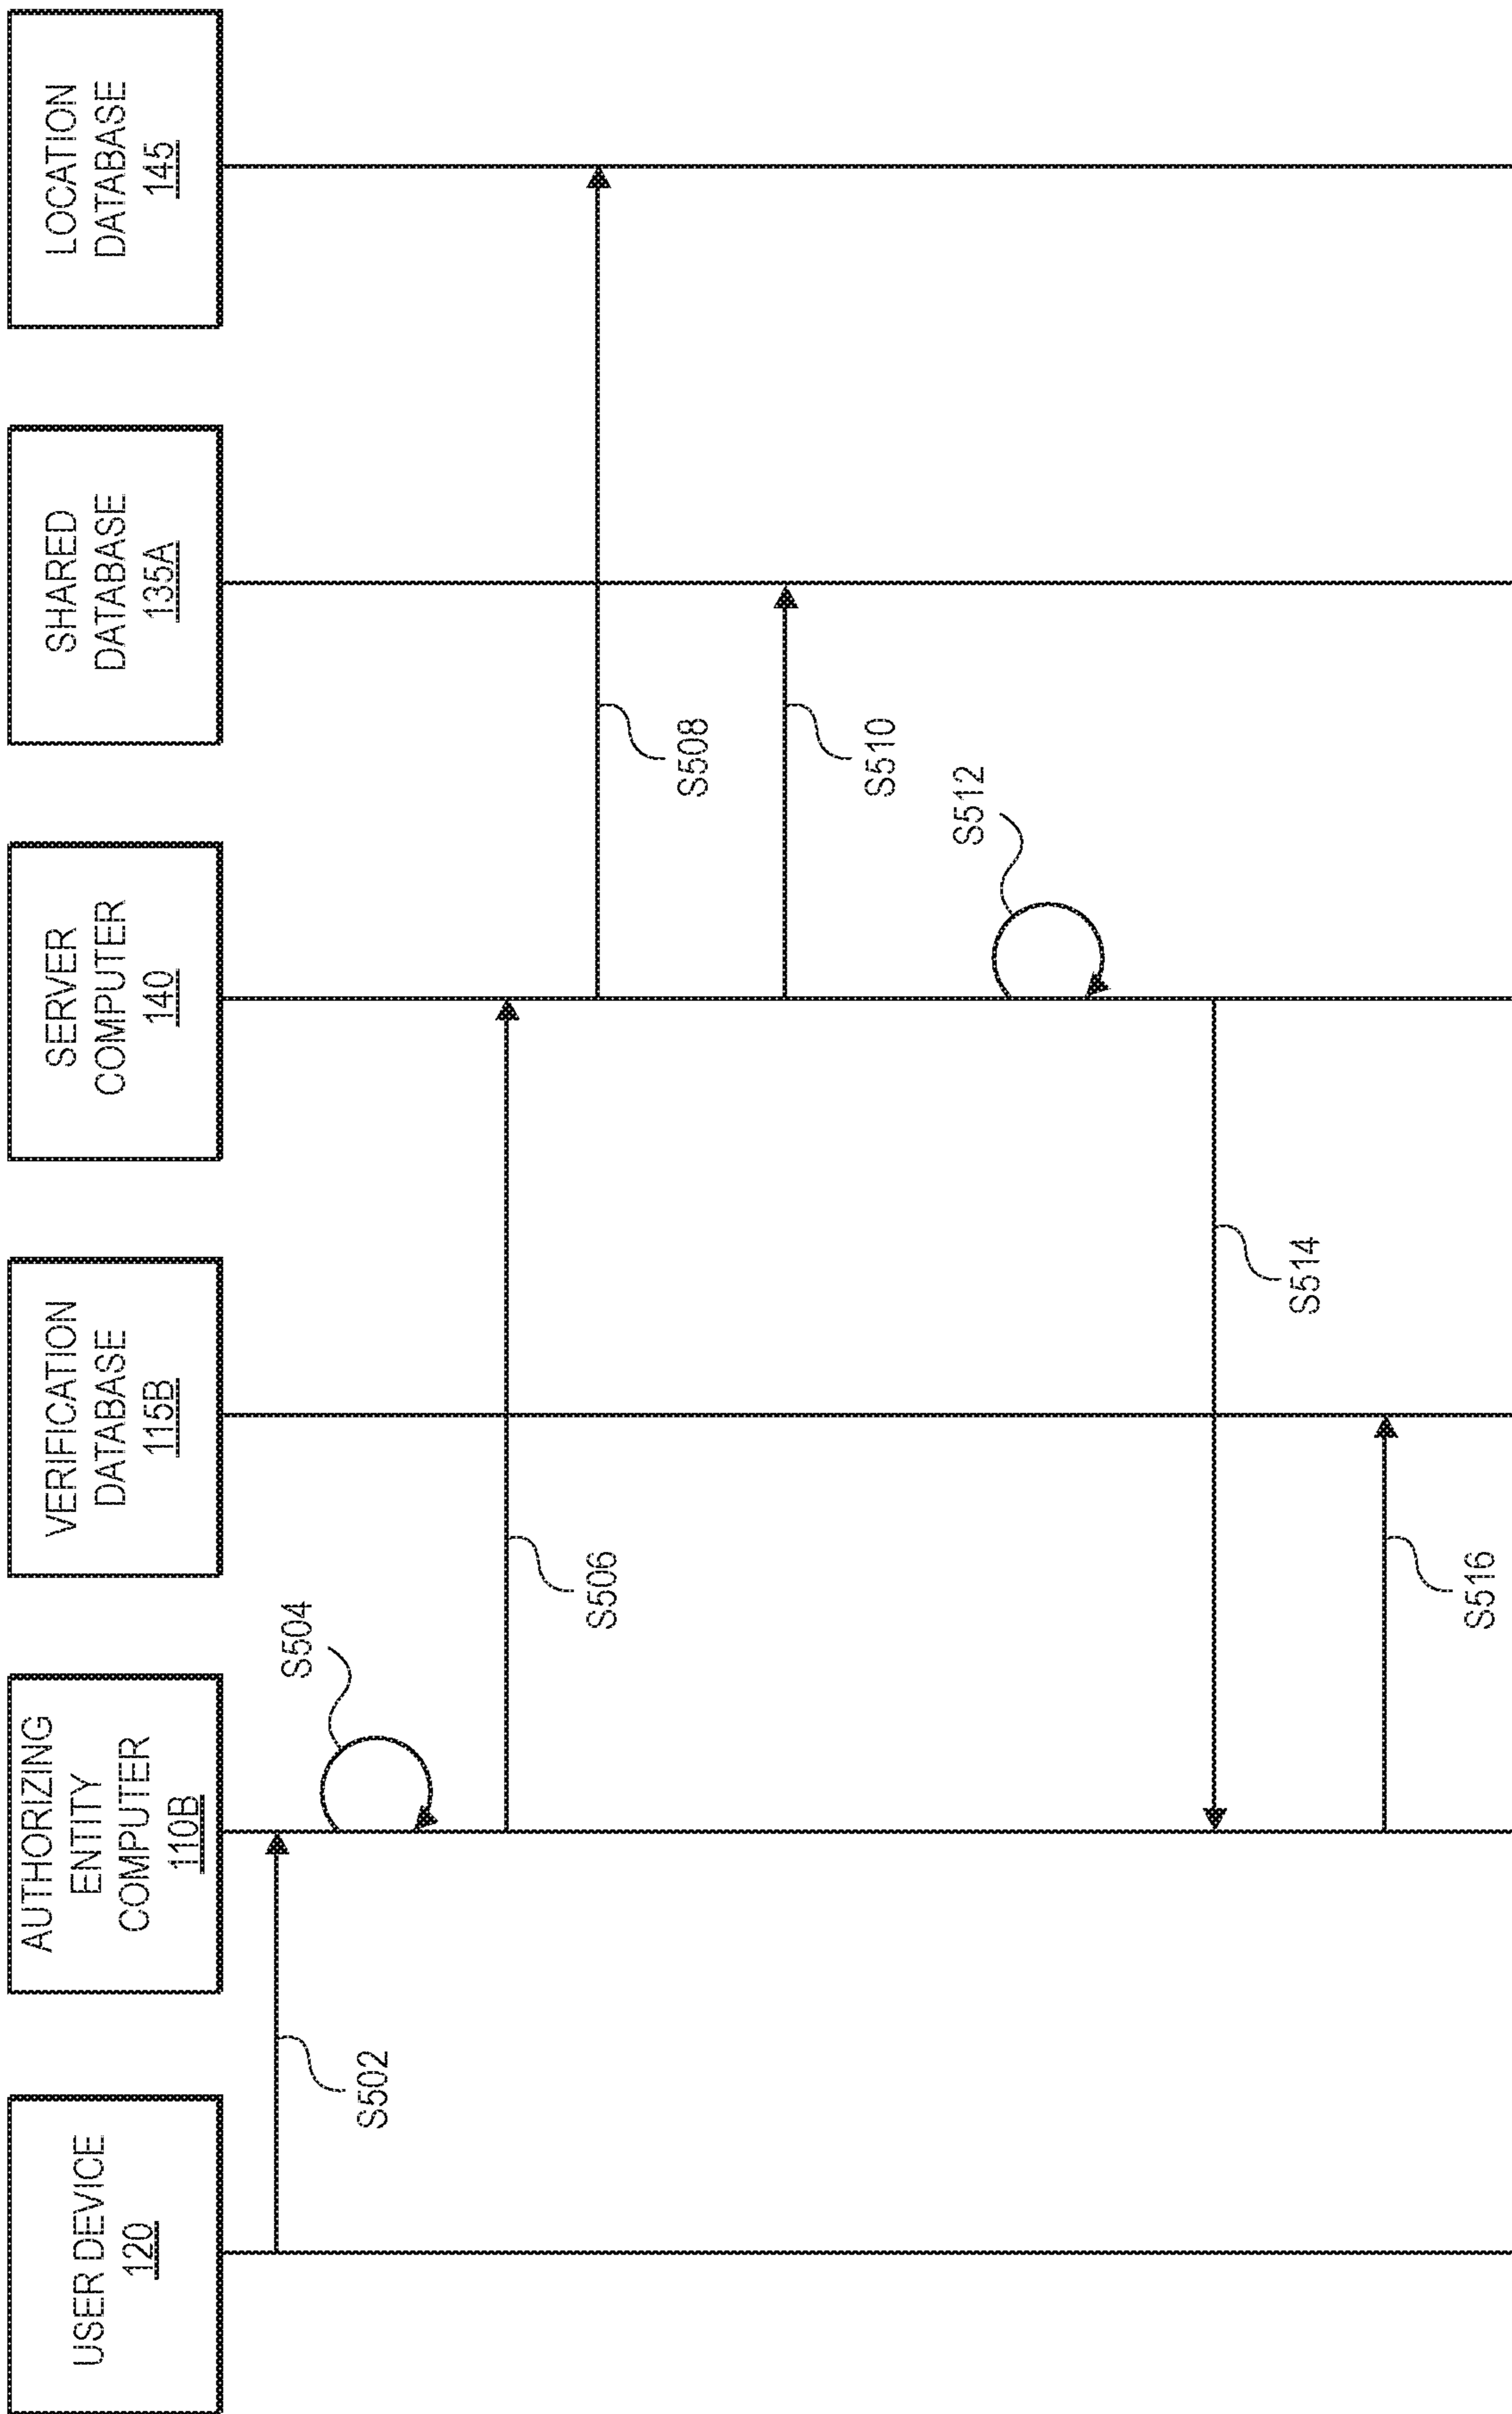 USER DEVICE
120
AUTHORIZING
ENTITY
COMPUTER
110B
VERIFICATION
DATABASE
115B
SERVER
COMPUTER
140
SHARED
DATABASE
135A
LOCATION
DATABASE
145
S502
S504
S506
S508
S510
S512
S514
S516